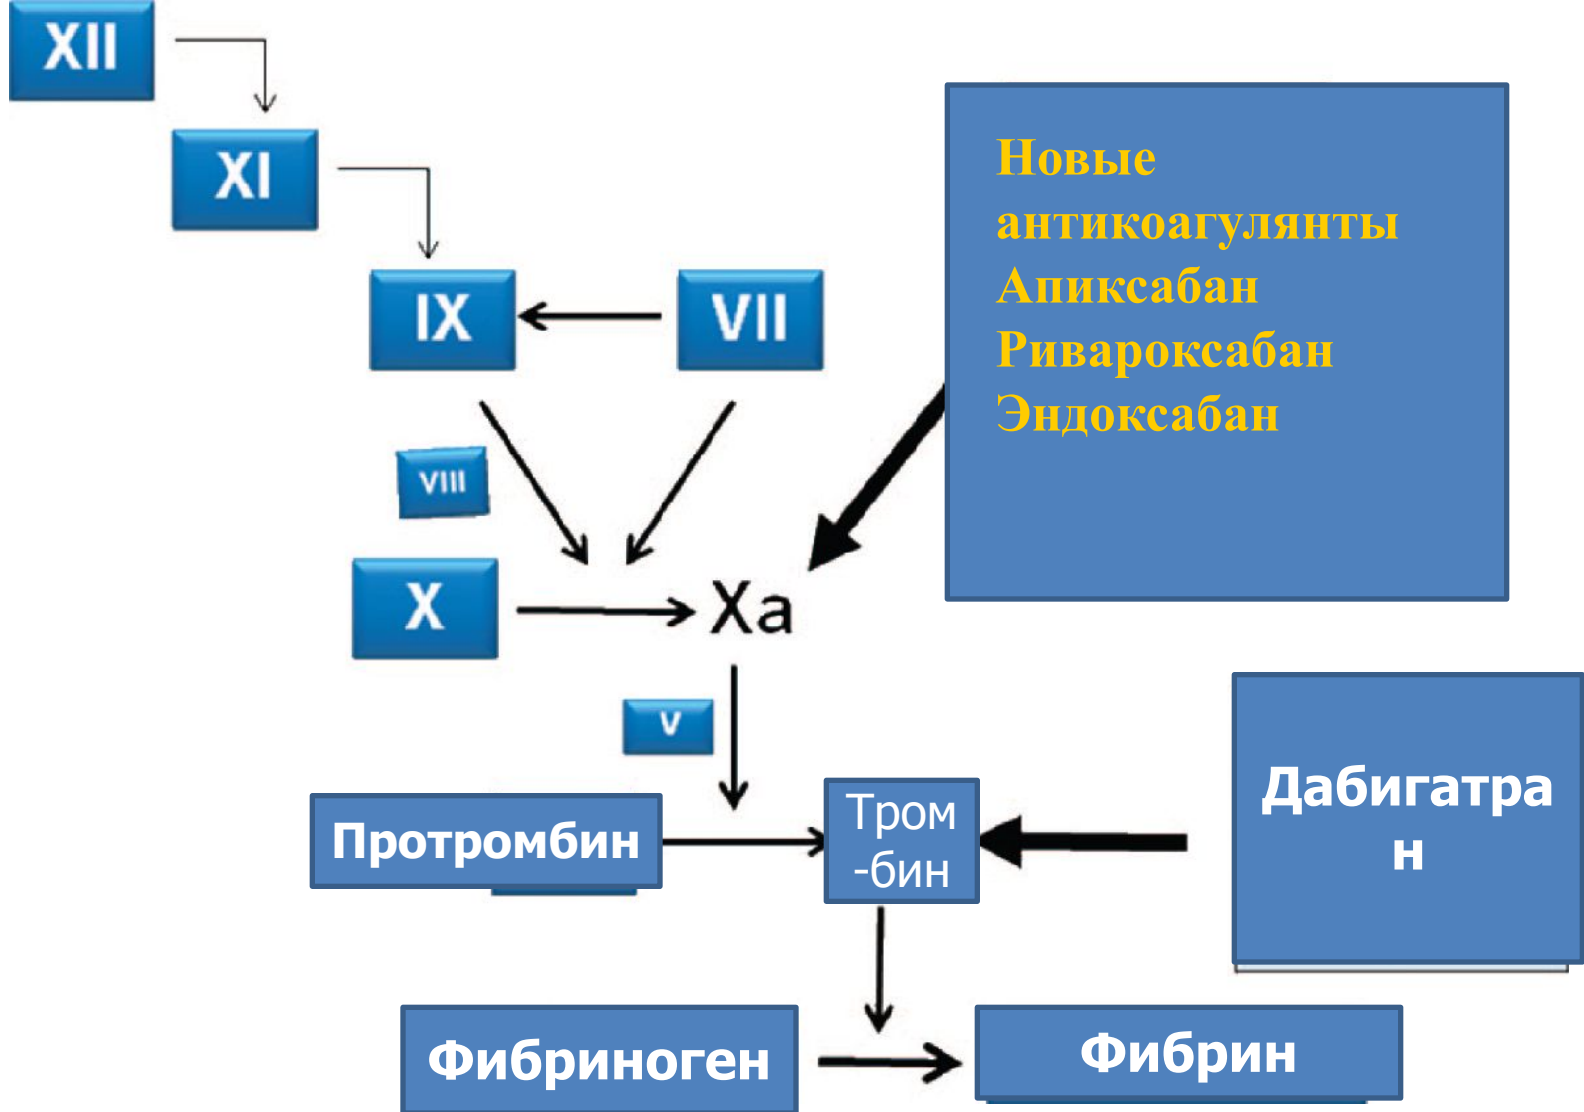 XII
XI
IX
VII
Новые
антикоагулянты
Апиксабан
Ривароксабан
Эндоксабан
VIII
X
Xa
V
Дабигатра
н
Протромбин
Тром
-бин
Фибриноген
Фибрин